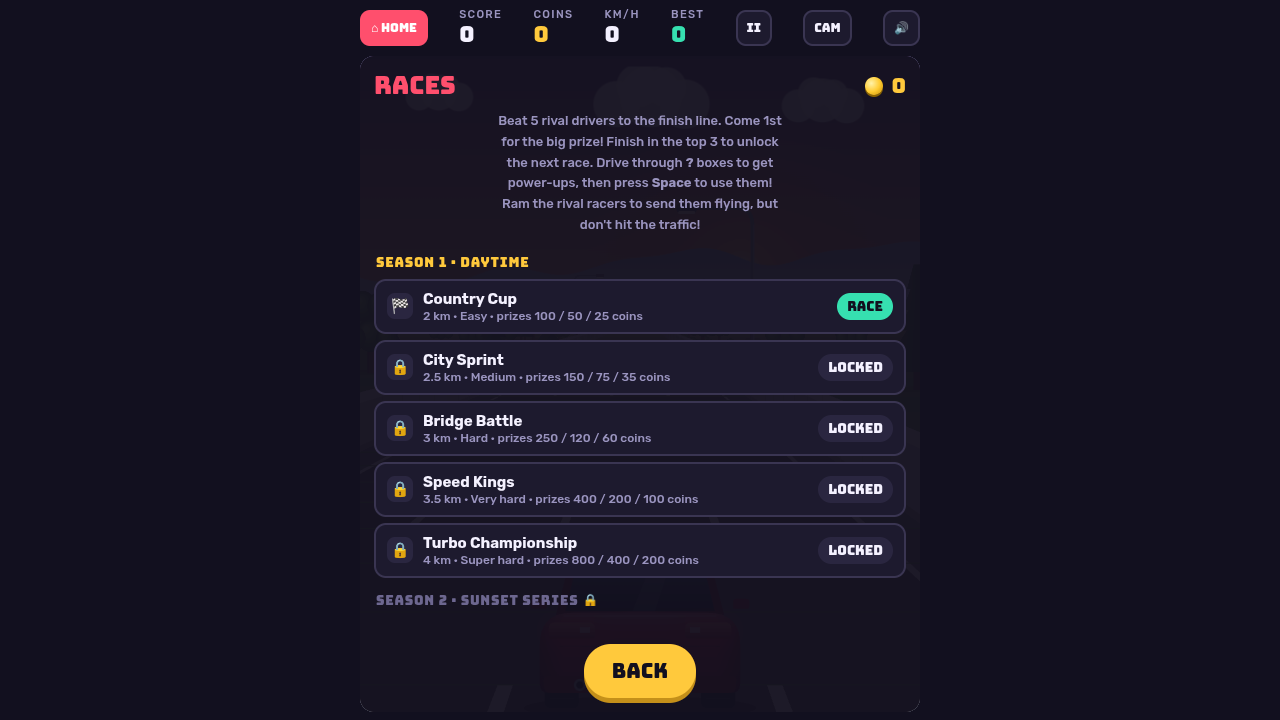 ⌂ HOME
SCORE
0
COINS
0
KM/H
0
BEST
0
II
CAM
RACES
0
Beat 5 rival drivers to the finish line. Come 1st
for the big prize! Finish in the top 3 to unlock
the next race. Drive through ? boxes to get
power-ups, then press Space to use them!
Ram the rival racers to send them flying, but
don't hit the traffic!
SEASON 1 • DAYTIME
Country Cup
2 km • Easy • prizes 100 / 50 / 25 coins
RACE
City Sprint
2.5 km • Medium • prizes 150 / 75 / 35 coins
LOCKED
Bridge Battle
3 km • Hard • prizes 250 / 120 / 60 coins
LOCKED
Speed Kings
3.5 km • Very hard • prizes 400 / 200 / 100 coins
LOCKED
Turbo Championship
4 km • Super hard • prizes 800 / 400 / 200 coins
LOCKED
SEASON 2 • SUNSET SERIES 🔒
BACK